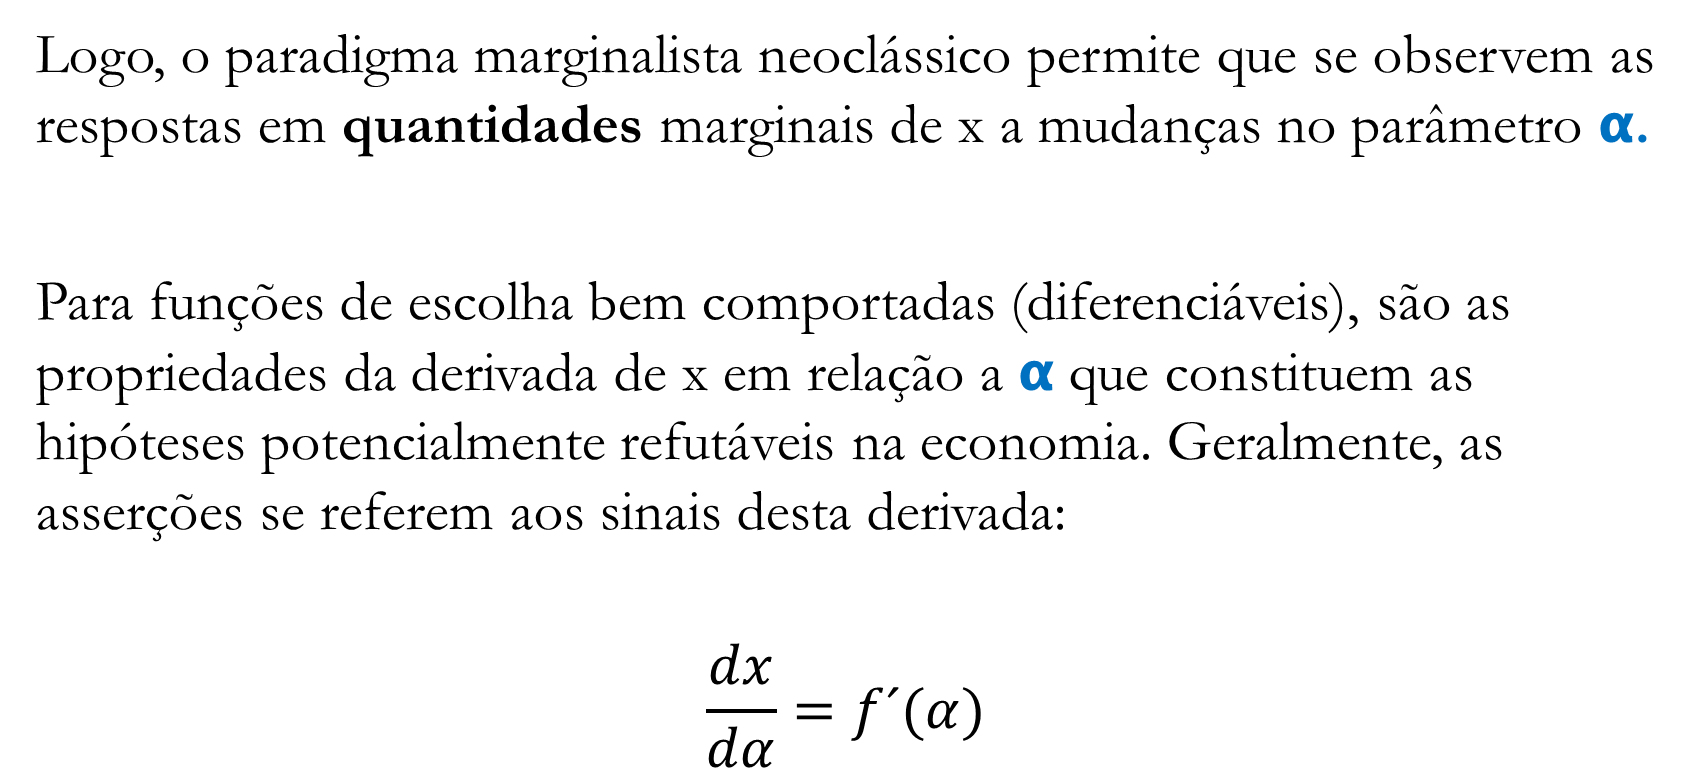 Logo, o paradigma marginalista neoclássico permite que se observem as
respostas em quantidades marginais de x a mudanças no parâmetro α.
Para funções de escolha bem comportadas (diferenciáveis), são as
propriedades da derivada de x em relação a α que constituem as
hipóteses potencialmente refutáveis na economia. Geralmente, as
asserções se referem aos sinais desta derivada:
dx/dα = f´(α)